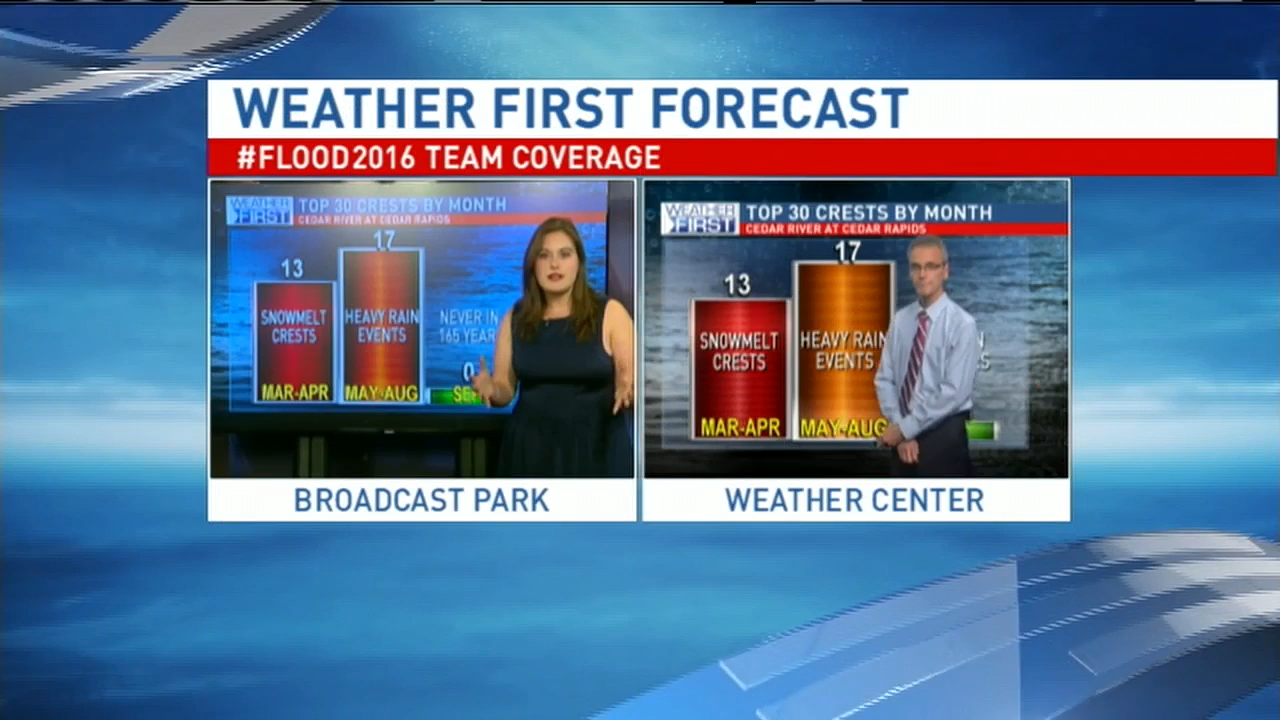 WEATHER FIRST FORECAST
#FLOOD2016 TEAM COVERAGE
WEATHER
FIRST
TOP 30 CRESTS BY MONTH
CEDAR RIVER AT CEDAR RAPIDS
13
17
SNOWMELT
CRESTS
HEAVY RAIN
EVENTS
NEVER IN
165 YEAR
0
MAR-APR
MAY-AUG
SE
WEATHER
FIRST
TOP 30 CRESTS BY MONTH
CEDAR RIVER AT CEDAR RAPIDS
13
17
SNOWMELT
CRESTS
HEAVY RAIN
EVENTS
N
S
MAR-APR
MAY-AUG
BROADCAST PARK
WEATHER CENTER